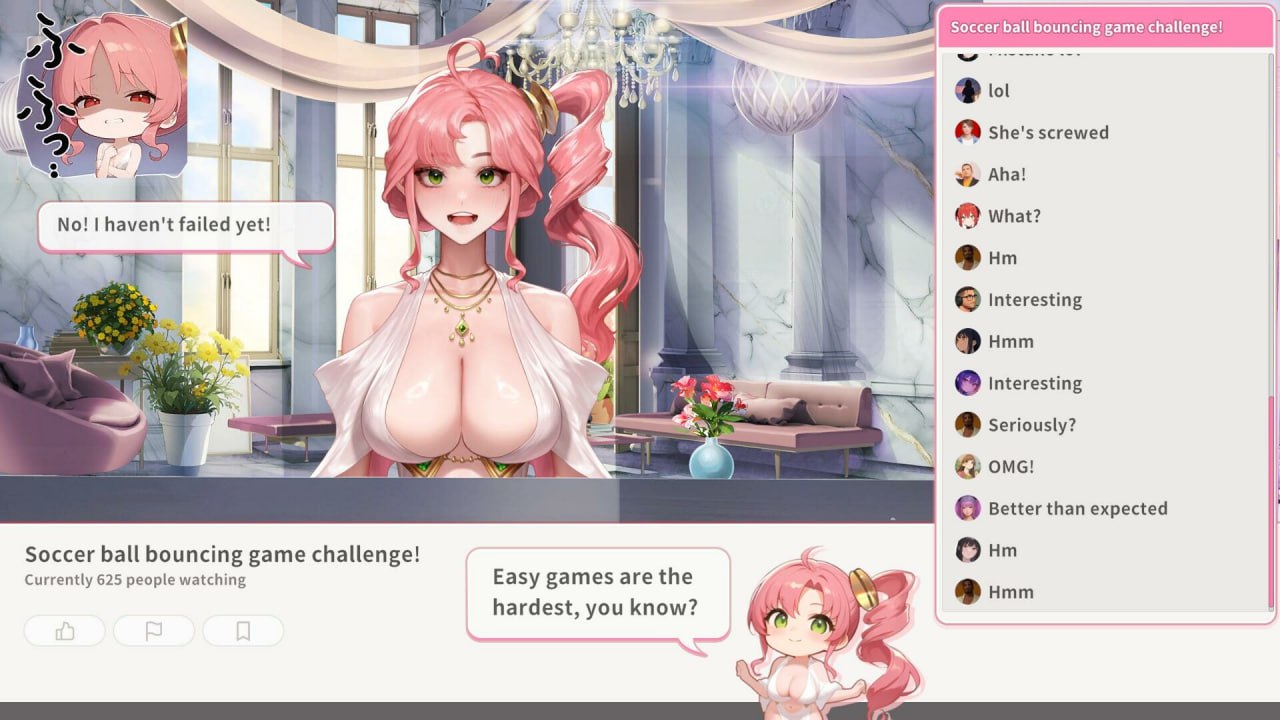 ふ
ふっ
No! I haven't failed yet!
Soccer ball bouncing game challenge!
Currently 625 people watching
Easy games are the
hardest, you know?
Soccer ball bouncing game challenge!
lol
She's screwed
Aha!
What?
Hm
Interesting
Hmm
Interesting
Seriously?
OMG!
Better than expected
Hm
Hmm